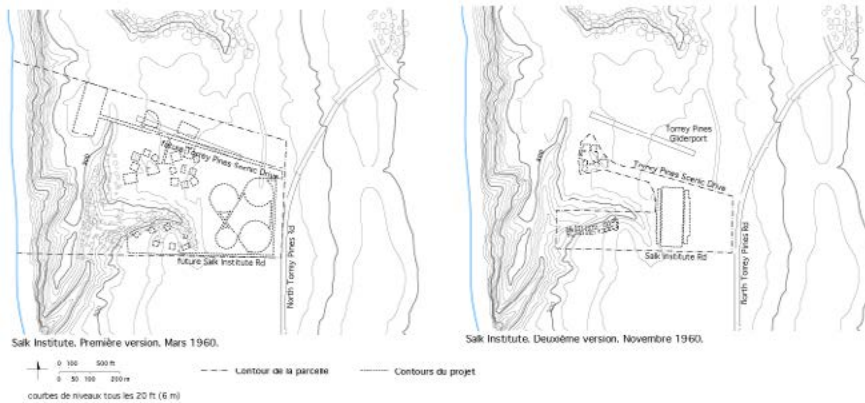 future Torrey Pines Scenic Drive
North Torrey Pines Rd
future Salk Institute Rd
Salk Institute. Première version. Mars 1960.
Torrey Pines
Gliderport
Torrey Pines Scenic Drive
North Torrey Pines Rd
Salk Institute Rd
Salk Institute. Deuxème version. Novembre 1960.
0 100 500 ft
0 50 100 200 m
Contour de la parcelle
Contours du projet
courbes de niveaux tous les 20 ft (6 m)